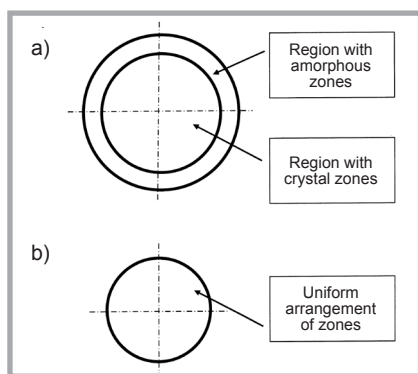 a)
Region with
amorphous
zones
Region with
crystal zones
b)
Uniform
arrangement
of zones